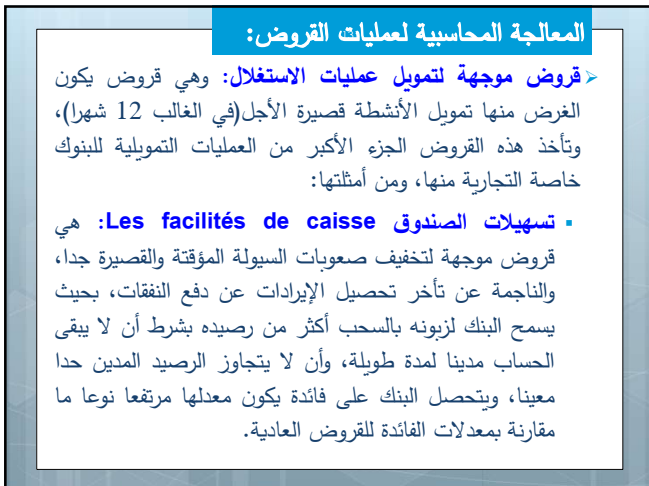 المعالجة المحاسبية لعمليات القروض:
قروض موجهة لتمويل عمليات الاستغلال: وهي قروض يكون
الغرض منها تمويل الأنشطة قصيرة الأجل(في الغالب 12 شهرا)،
وتأخذ هذه القروض الجزء الأكبر من العمليات التمويلية للبنوك
خاصة التجارية منها، ومن أمثلتها:
▪ تسهيلات الصندوق Les facilités de caisse: هي
قروض موجهة لتخفيف صعوبات السيولة المؤقتة والقصيرة جدا،
والناجمة عن تأخر تحصيل الإيرادات عن دفع النفقات، بحيث
يسمح البنك لزبونه بالسحب أكثر من رصيده بشرط أن لا يبقى
الحساب مدينا لمدة طويلة، وأن لا يتجاوز الرصيد المدين حدا
معينا، ويتحصل البنك على فائدة يكون معدلها مرتفعا نوعا ما
مقارنة بمعدلات الفائدة للقروض العادية.